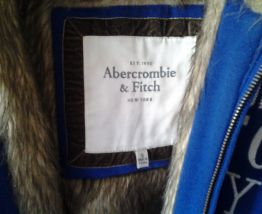 EST. 1892
Abercrombie
& Fitch
NEW YORK
Y